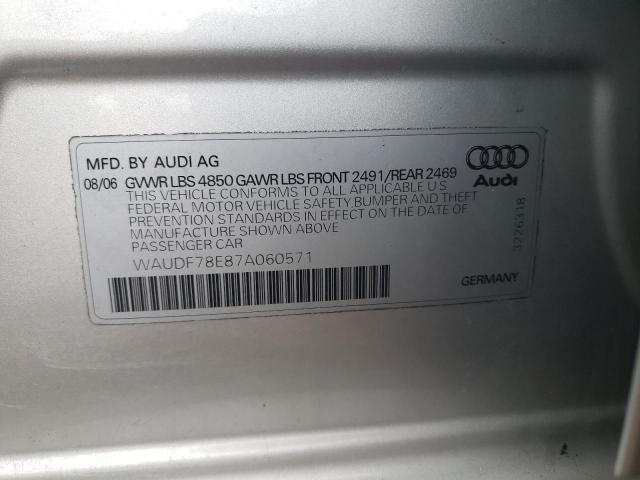 MFD. BY AUDI AG
08/06 GVWR LBS 4850 GAWR LBS FRONT 2491/REAR 2469
THIS VEHICLE CONFORMS TO ALL APPLICABLE U S
FEDERAL MOTOR VEHICLE SAFETY,BUMPER AND THEFT
PREVENTION STANDARDS IN EFFECT ON THE DATE OF
MANUFACTURE SHOWN ABOVE
PASSENGER CAR
WAUDF78E87A060571
Audi
3226318
GERMANY